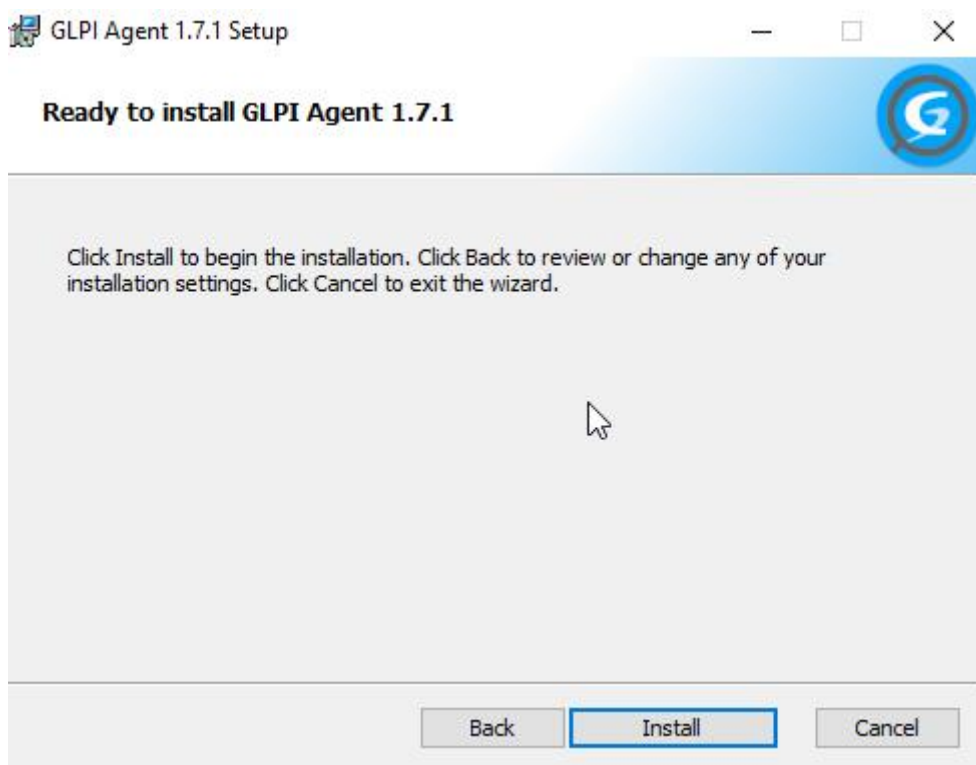 GLPI Agent 1.7.1 Setup
Ready to install GLPI Agent 1.7.1
Click Install to begin the installation. Click Back to review or change any of your
installation settings. Click Cancel to exit the wizard.
Back Install Cancel